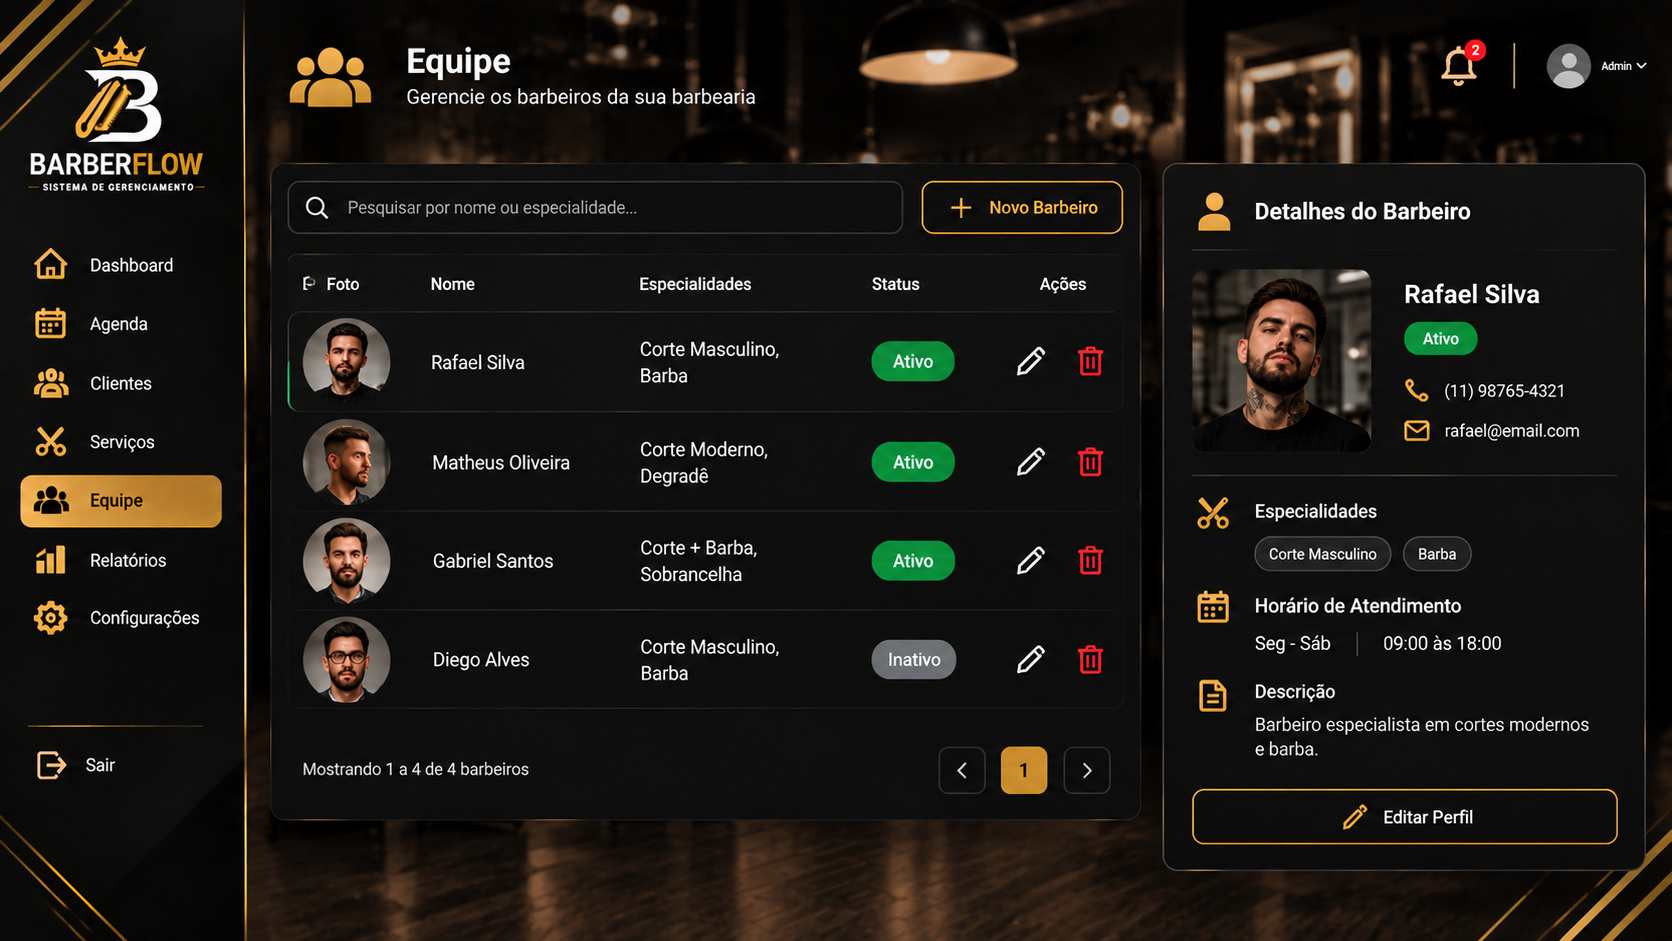 BARBERFLOW
SISTEMA DE GERENCIAMENTO
Dashboard
Agenda
Clientes
Serviços
Equipe
Relatórios
Configurações
Sair
Equipe
Gerencie os barbeiros da sua barbearia
2
Admin
Pesquisar por nome ou especialidade...
Novo Barbeiro
Foto Nome Especialidades Status Ações
Rafael Silva
Corte Masculino,
Barba
Ativo
Matheus Oliveira
Corte Moderno,
Degradê
Ativo
Gabriel Santos
Corte + Barba,
Sobrancelha
Ativo
Diego Alves
Corte Masculino,
Barba
Inativo
Mostrando 1 a 4 de 4 barbeiros
1
Detalhes do Barbeiro
Rafael Silva
Ativo
(11) 98765-4321
rafael@email.com
Especialidades
Corte Masculino Barba
Horário de Atendimento
Seg - Sáb 09:00 às 18:00
Descrição
Barbeiro especialista em cortes modernos
e barba.
Editar Perfil